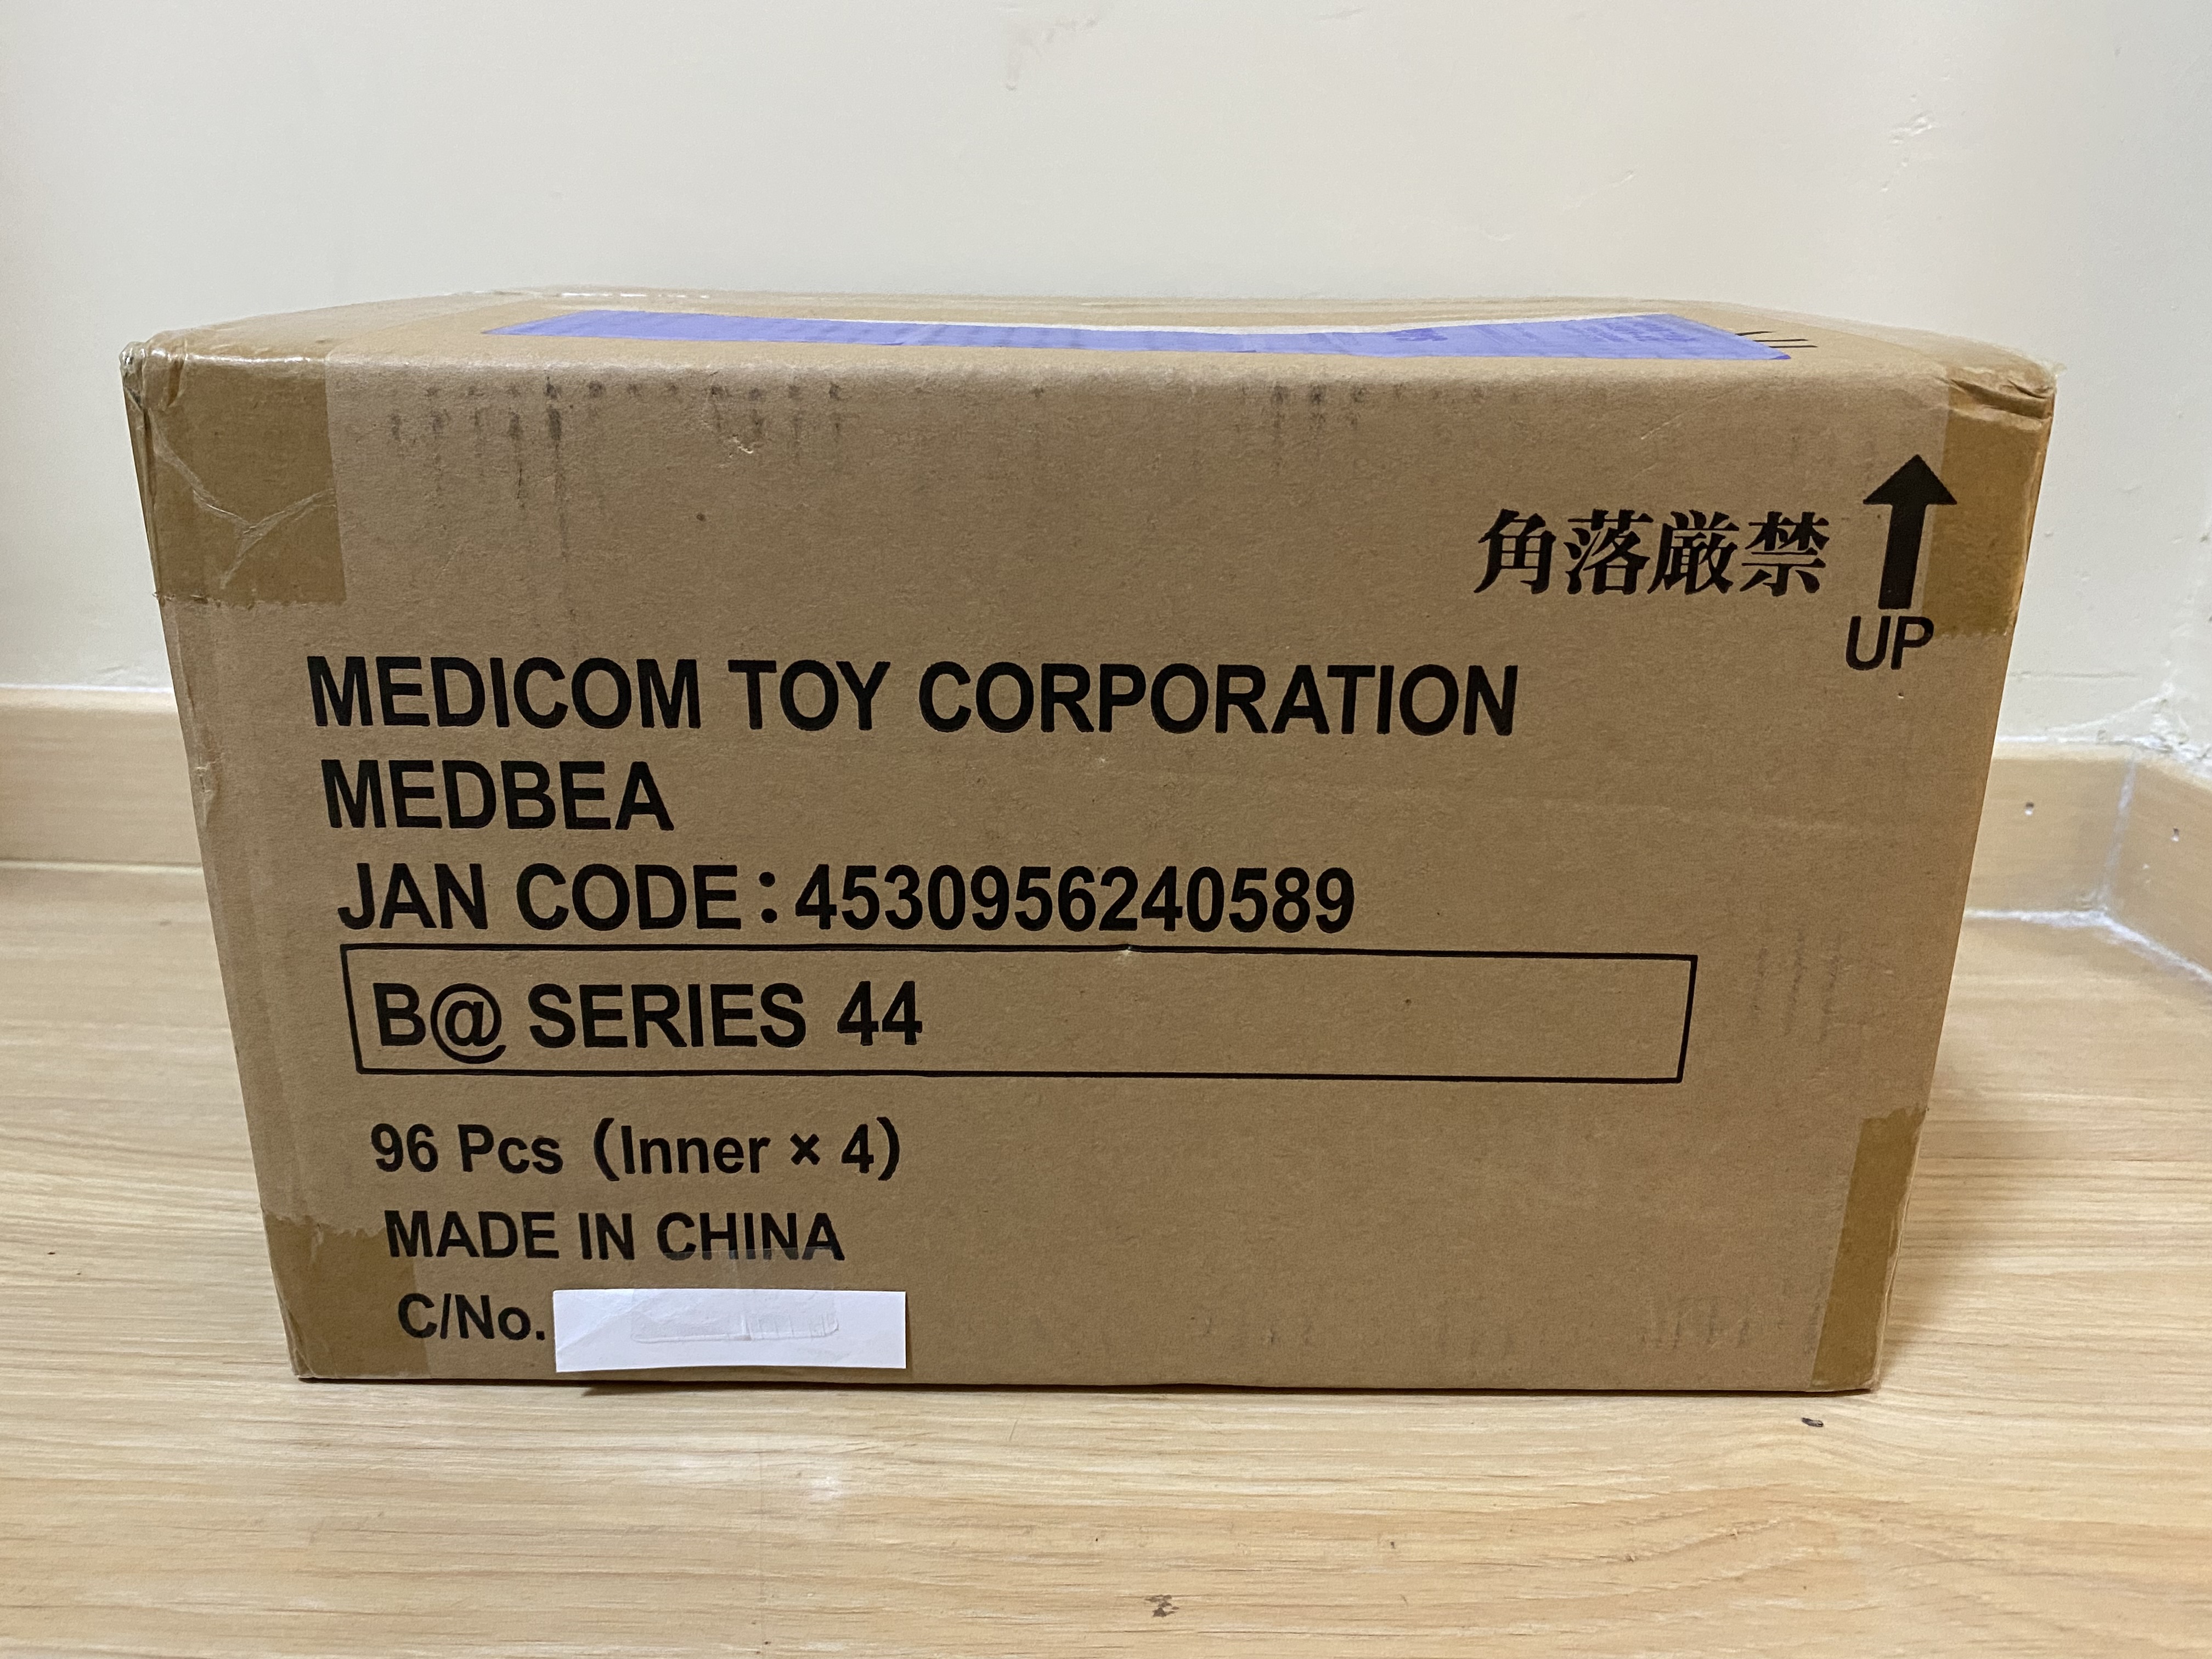 角落厳禁
UP
MEDICOM TOY CORPORATION
MEDBEA
JAN CODE：4530956240589
B@ SERIES 44
96 Pcs (Inner × 4)
MADE IN CHINA
C/No.